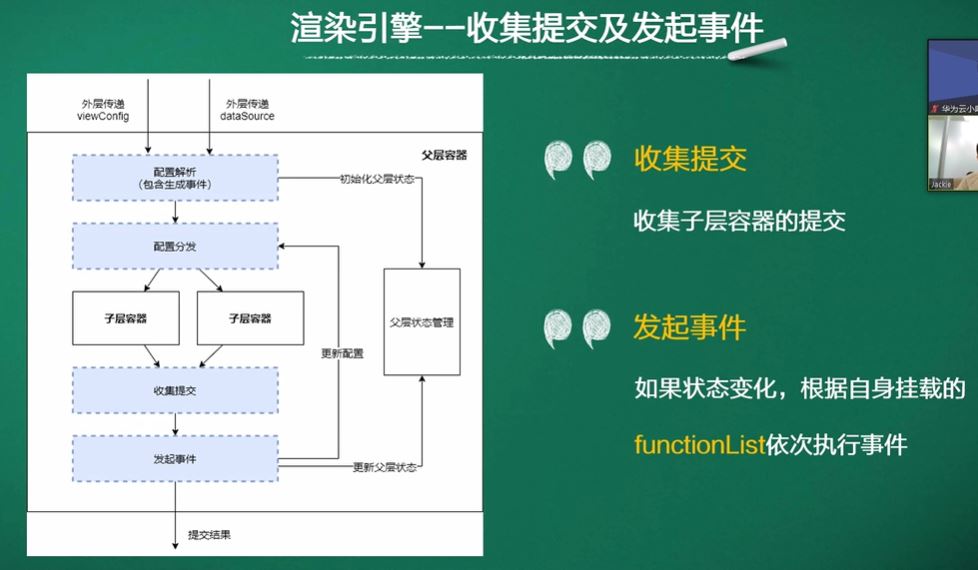 渲染引擎--收集提交及发起事件
外层传递
viewConfig
外层传递
dataSource
父层容器
配置解析
(包含生成事件)
初始化父层状态
配置分发
子层容器
子层容器
父层状态管理
更新配置
收集提交
发起事件
更新父层状态
提交结果
收集提交
收集子层容器的提交
发起事件
如果状态变化，根据自身挂载的
functionList依次执行事件
华为云小
Jackie